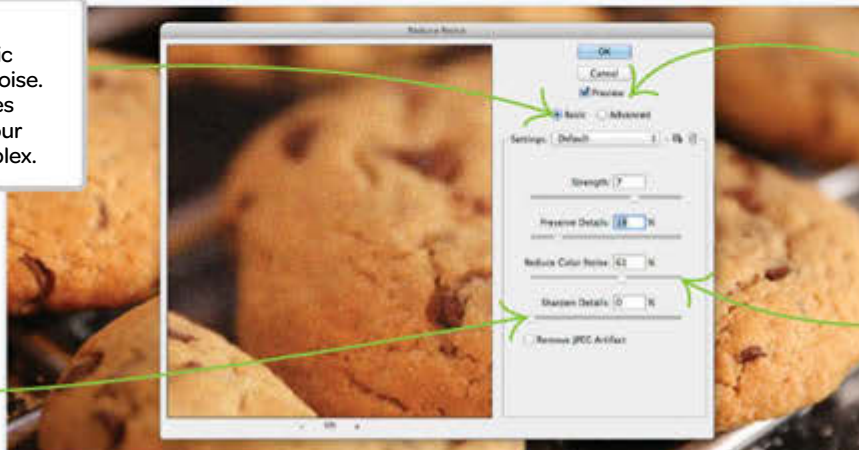 ic
oise.
es
our
plex.
Reduce Noise
OK
Cancel
Preview
Basic Advanced
Settings: Default
Strength: 7
Preserve Details: %
Reduce Color Noise: 61 %
Sharpen Details: 0 %
Remove JPEG Artifact